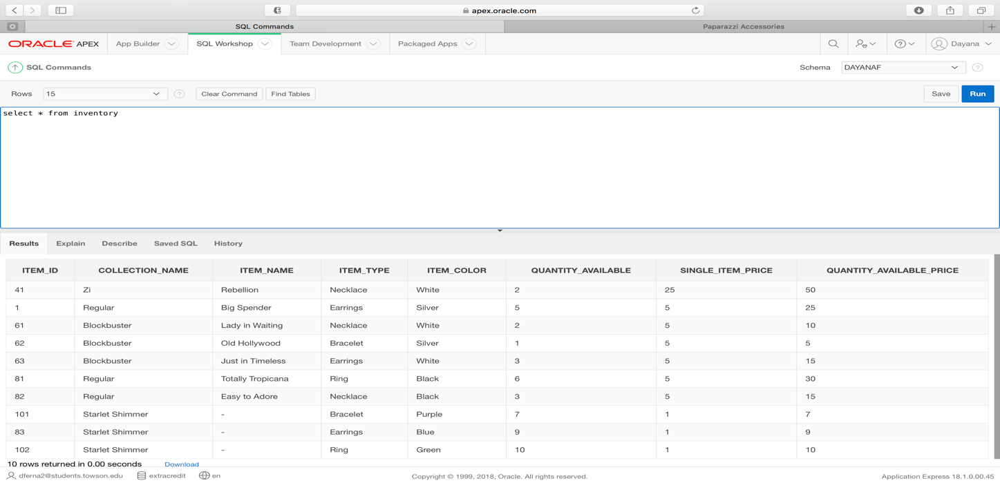 apex.oracle.com
SQL Commands Paparazzi Accessories
ORACLE APEX App Builder SQL Workshop Team Development Packaged Apps Dayana
SQL Commands Schema DAYANAF
Rows 15 Clear Command Find Tables Save Run
select * from inventory
Results Explain Describe Saved SQL History
ITEM_ID COLLECTION_NAME ITEM_NAME ITEM_TYPE ITEM_COLOR QUANTITY_AVAILABLE SINGLE_ITEM_PRICE QUANTITY_AVAILABLE_PRICE
41 Zi Rebellion Necklace White 2 25 50
1 Regular Big Spender Earrings Silver 5 5 25
61 Blockbuster Lady in Waiting Necklace White 2 5 10
62 Blockbuster Old Hollywood Bracelet Silver 1 5 5
63 Blockbuster Just in Timeless Earrings White 3 5 15
81 Regular Totally Tropicana Ring Black 6 5 30
82 Regular Easy to Adore Necklace Black 3 5 15
101 Starlet Shimmer - Bracelet Purple 7 1 7
83 Starlet Shimmer - Earrings Blue 9 1 9
102 Starlet Shimmer - Ring Green 10 1 10
10 rows returned in 0.00 seconds Download
dferna2@students.towson.edu extracredit en Copyright © 1999, 2018, Oracle. All rights reserved. Application Express 18.1.0.00.45